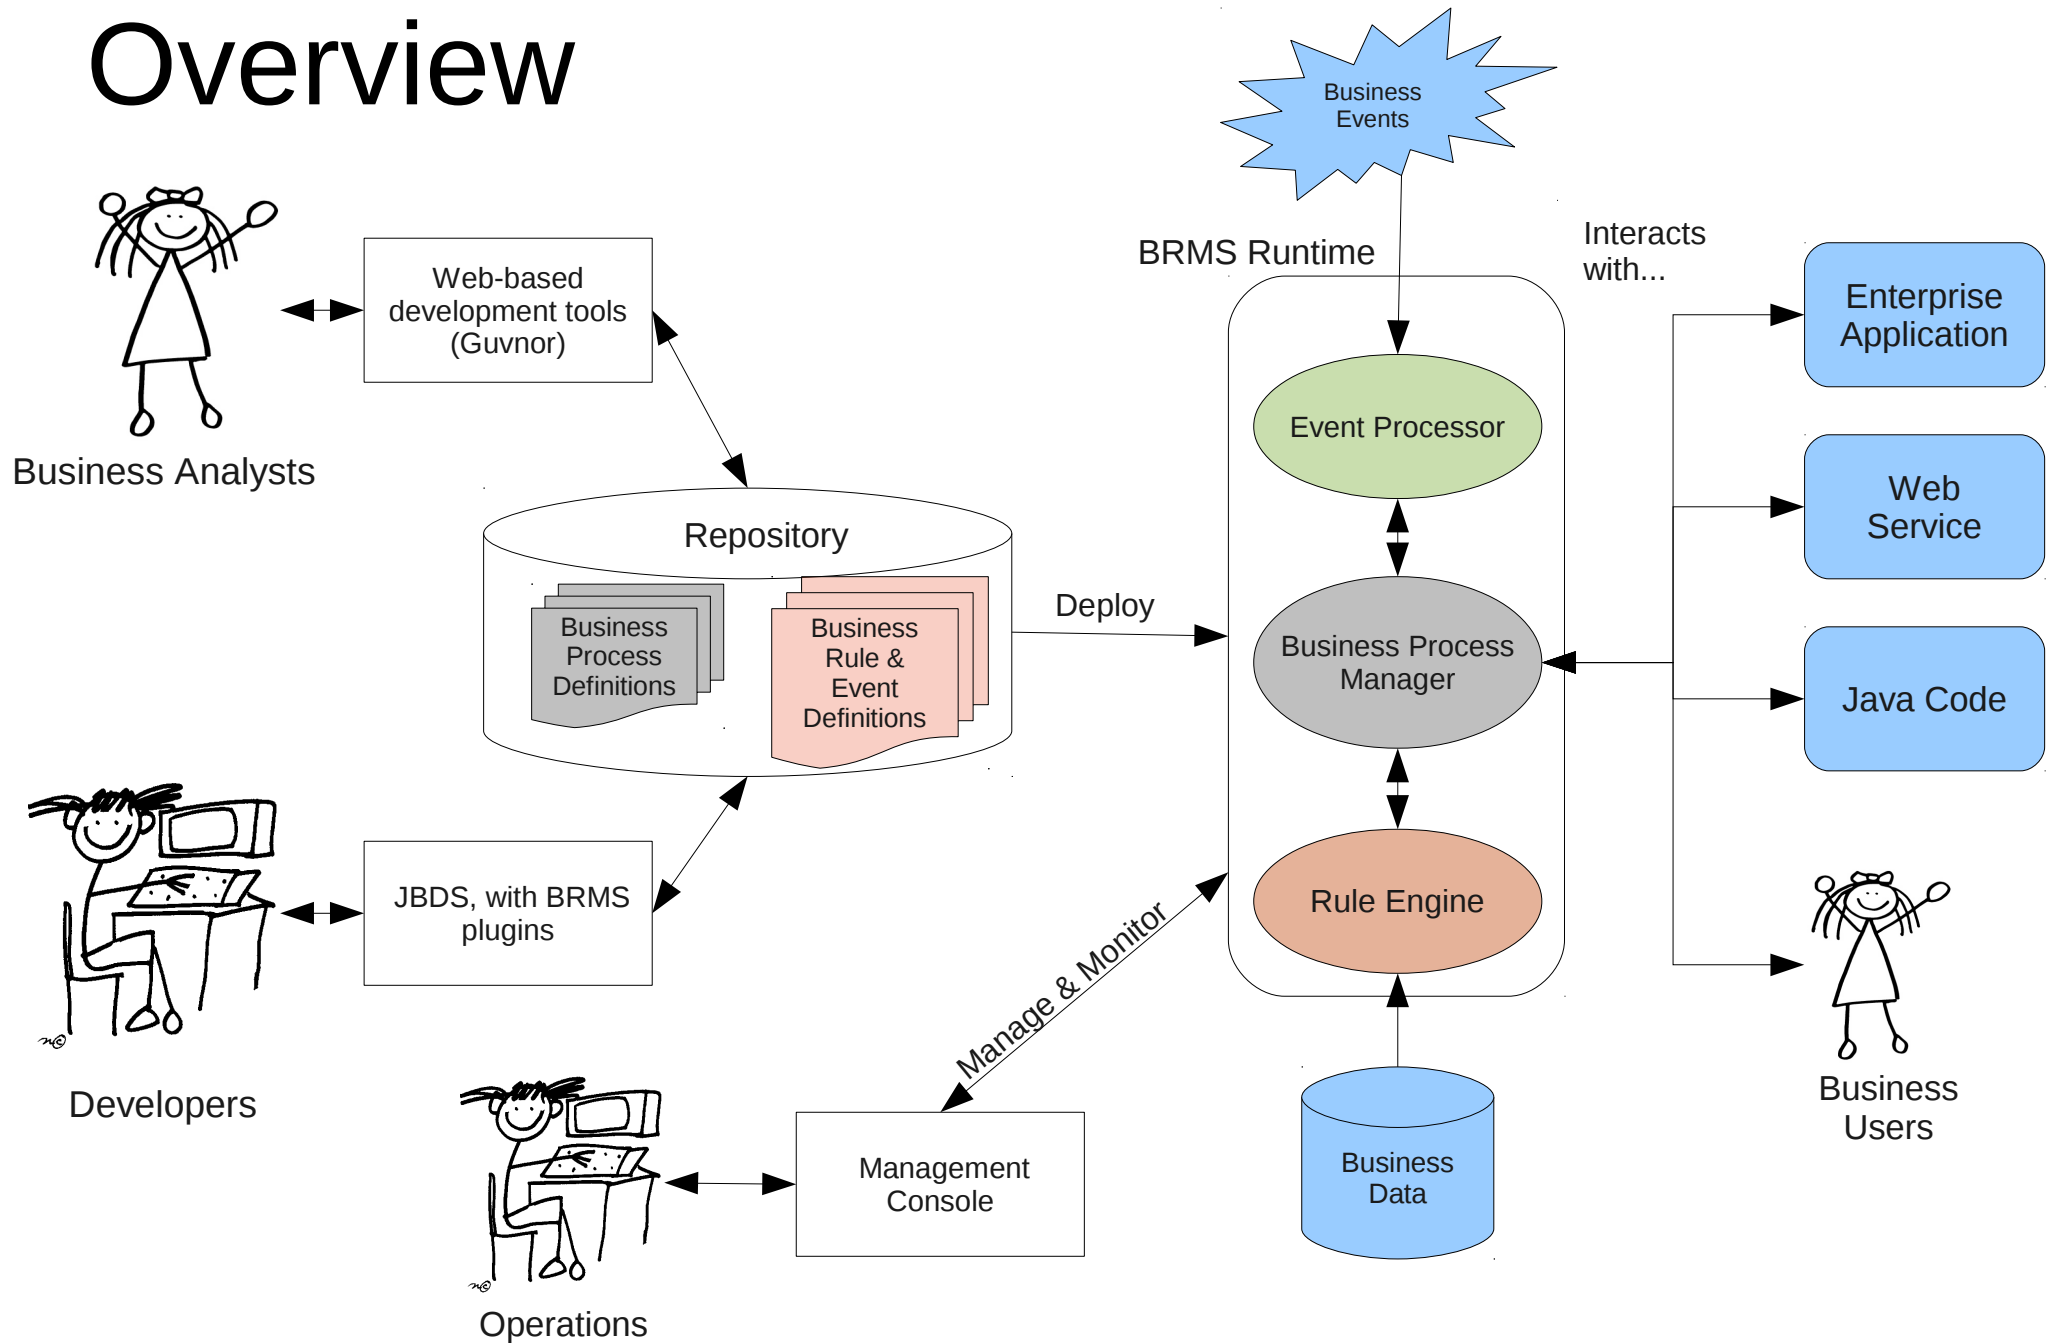 Overview
Business
Events
BRMS Runtime
Interacts
with...
Web-based
development tools
(Guvnor)
Enterprise
Application
Event Processor
Business Analysts
Web
Service
Repository
Deploy
Business
Process
Definitions
Business
Rule &
Event
Definitions
Business Process
Manager
Java Code
JBDS, with BRMS
plugins
Rule Engine
Manage & Monitor
Developers
Business
Users
Management
Console
Business
Data
Operations